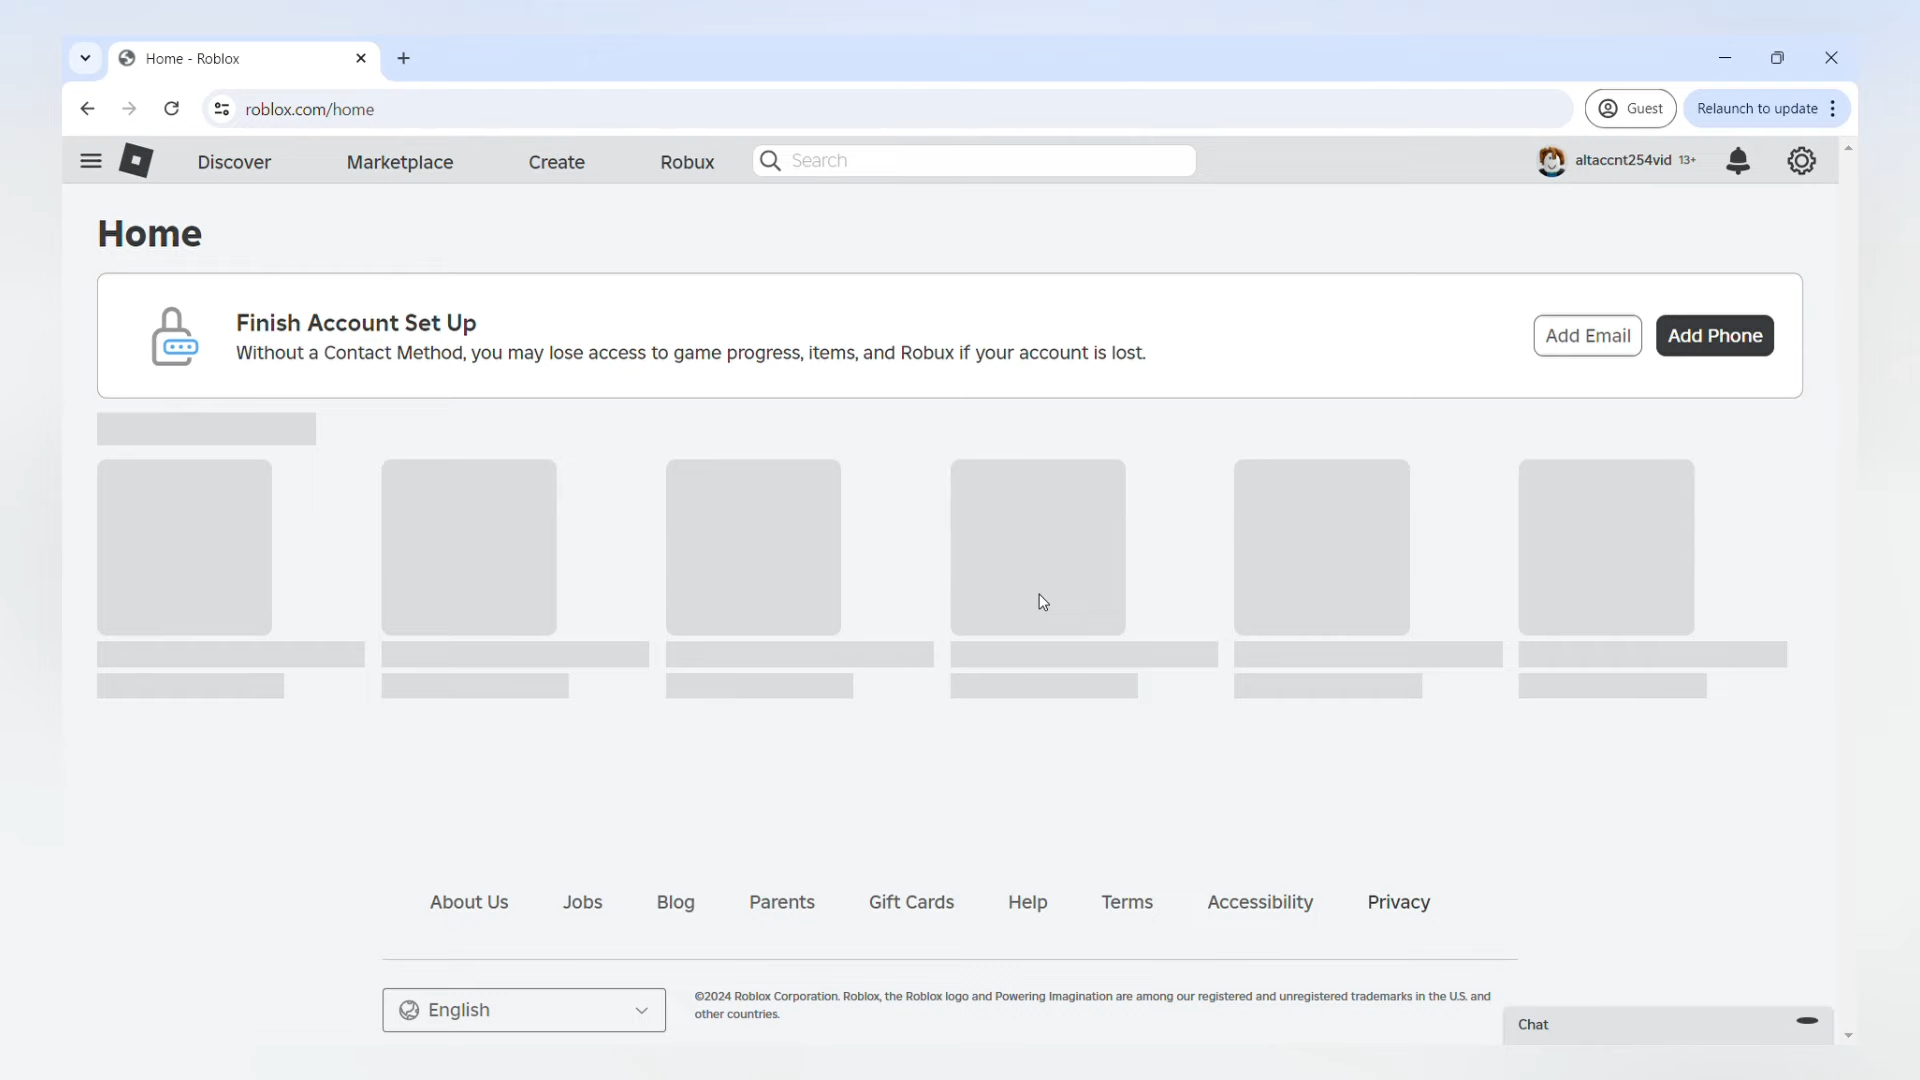 Home - Roblox
roblox.com/home
Guest
Relaunch to update
Discover
Marketplace
Create
Robux
Search
altaccnt254vid 13+
Home
Finish Account Set Up
Without a Contact Method, you may lose access to game progress, items, and Robux if your account is lost.
Add Email
Add Phone
About Us
Jobs
Blog
Parents
Gift Cards
Help
Terms
Accessibility
Privacy
English
©2024 Roblox Corporation. Roblox, the Roblox logo and Powering Imagination are among our registered and unregistered trademarks in the U.S. and
other countries.
Chat